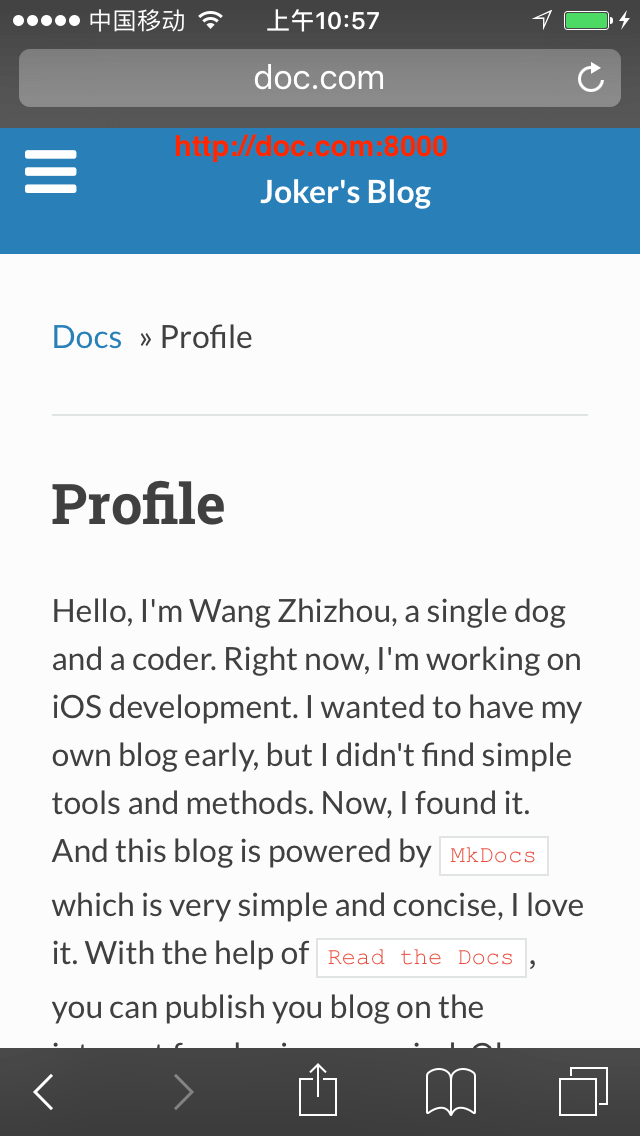 中国移动 上午10:57
doc.com
http://doc.com:8000
Joker's Blog
Docs » Profile
Profile
Hello, I'm Wang Zhizhou, a single dog
and a coder. Right now, I'm working on
iOS development. I wanted to have my
own blog early, but I didn't find simple
tools and methods. Now, I found it.
And this blog is powered by MkDocs
which is very simple and concise, I love
it. With the help of Read the Docs,
you can publish you blog on the